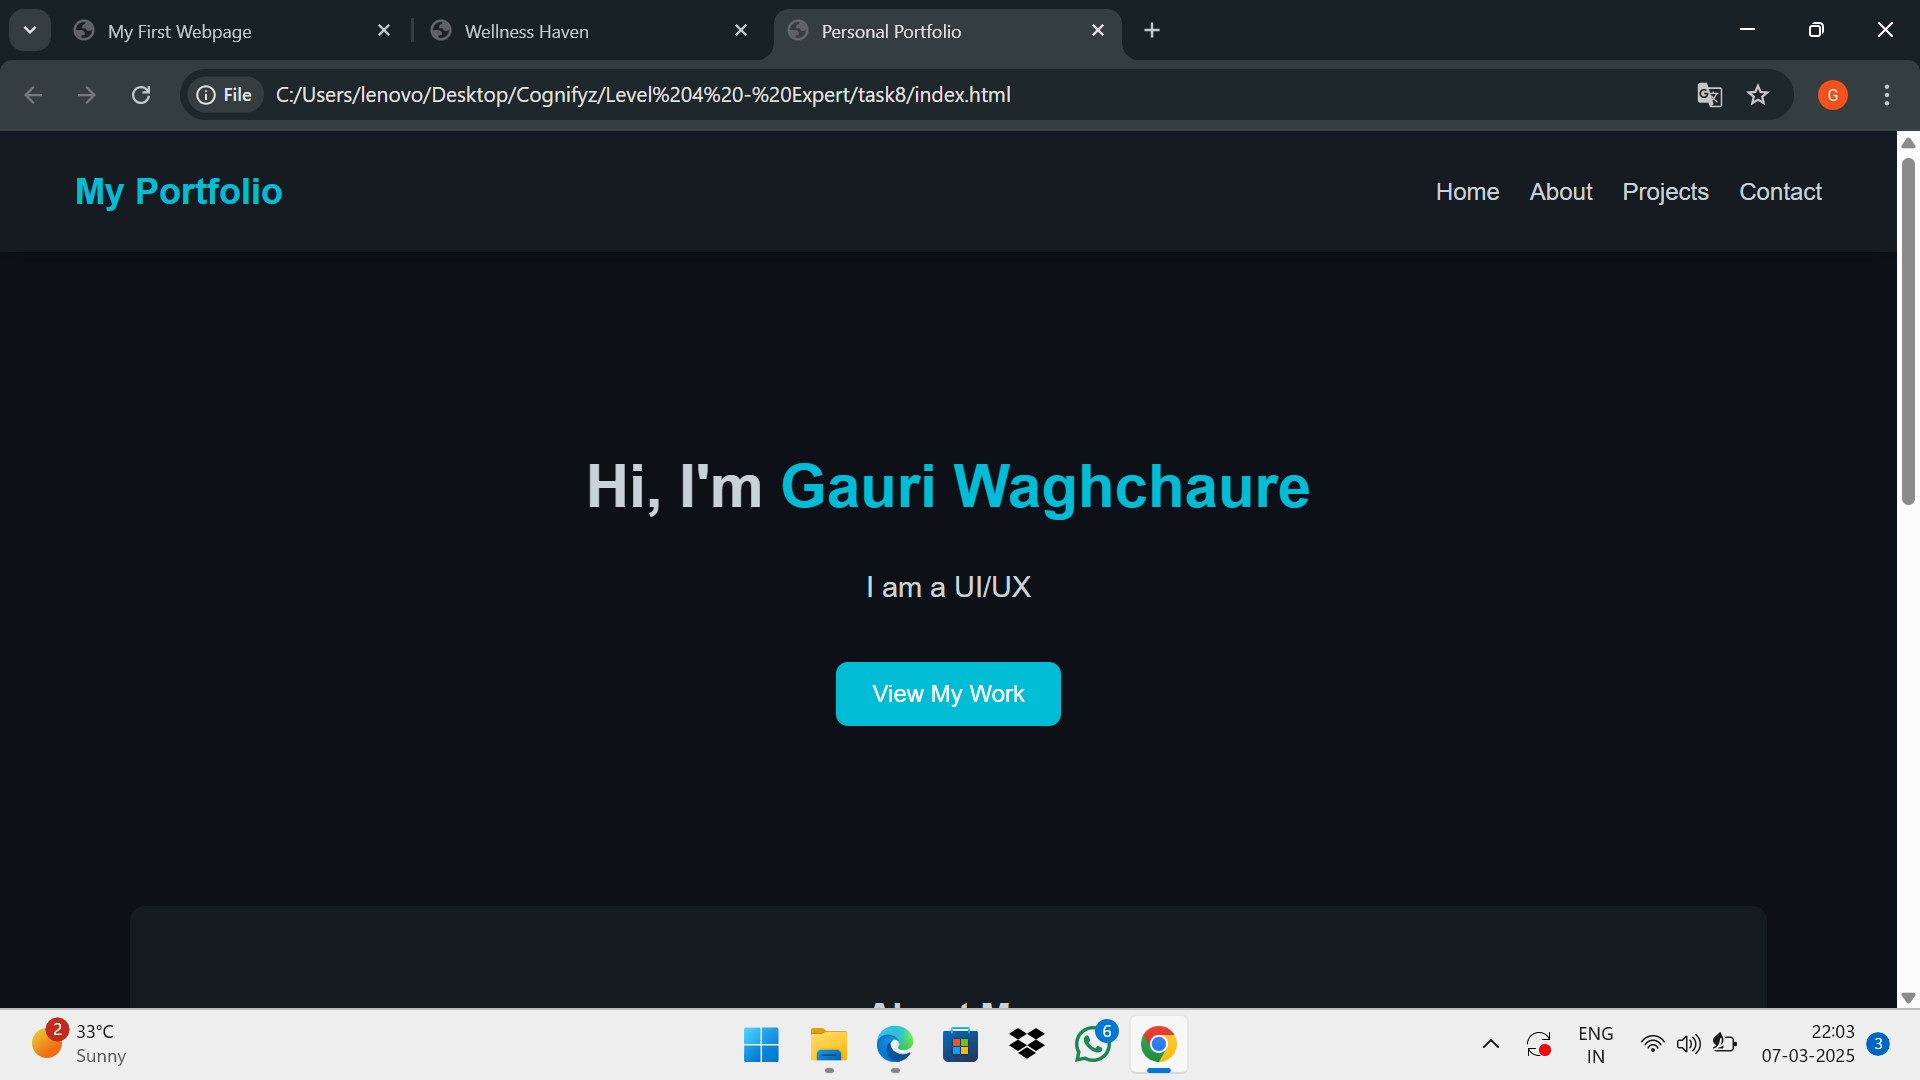 My First Webpage
Wellness Haven
Personal Portfolio
File
C:/Users/lenovo/Desktop/Cognifyz/Level%204%20-%20Expert/task8/index.html
G
My Portfolio
Home
About
Projects
Contact
Hi, I'm Gauri Waghchaure
I am a UI/UX
View My Work
About M
2
33°C
Sunny
6
ENG
IN
22:03
07-03-2025
3